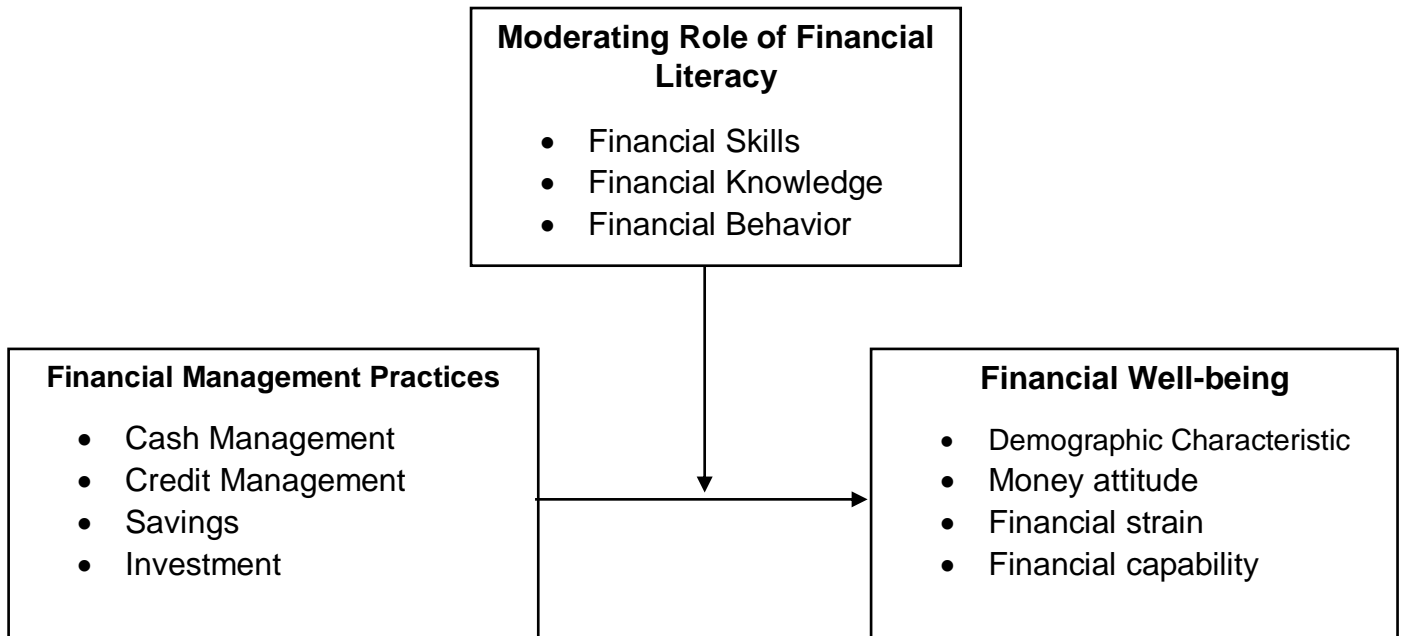 Moderating Role of Financial
Literacy
• Financial Skills
• Financial Knowledge
• Financial Behavior
Financial Management Practices
• Cash Management
• Credit Management
• Savings
• Investment
Financial Well-being
• Demographic Characteristic
• Money attitude
• Financial strain
• Financial capability